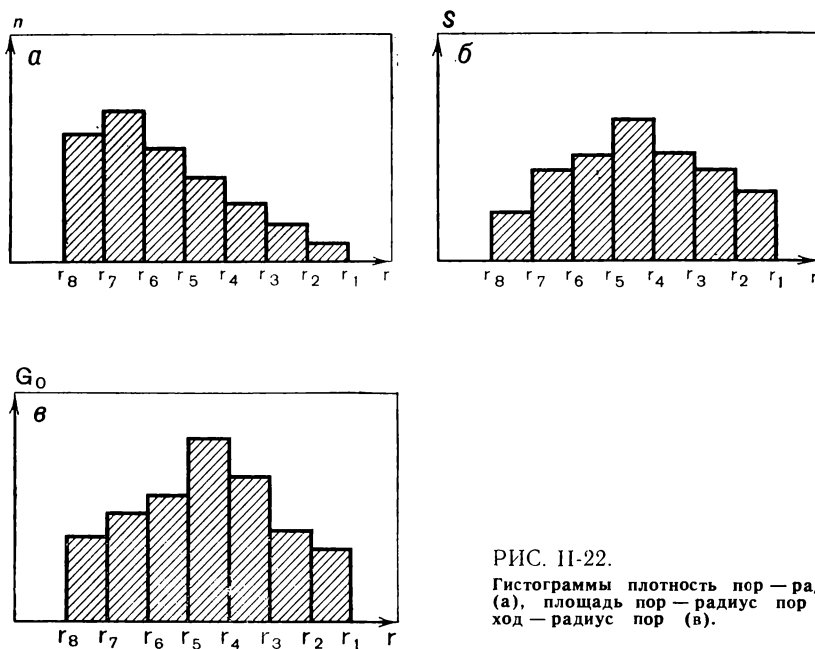 n
а
r8 r7 r6 r5 r4 r3 r2 r1 r
S
б
r8 r7 r6 r5 r4 r3 r2 r1
G0
в
r8 r7 r6 r5 r4 r3 r2 r1 r
РИС. II-22.
Гистограммы плотность пор —
(а), площадь пор — радиус пор
ход — радиус пор (в).